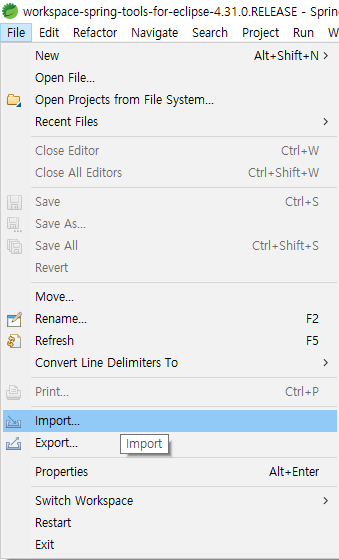 workspace-spring-tools-for-eclipse-4.31.0.RELEASE - Sprin
File Edit Refactor Navigate Search Project Run W
New Alt+Shift+N >
Open File...
Open Projects from File System...
Recent Files >
Close Editor Ctrl+W
Close All Editors Ctrl+Shift+W
Save Ctrl+S
Save As...
Save All Ctrl+Shift+S
Revert
Move...
Rename... F2
Refresh F5
Convert Line Delimiters To >
Print... Ctrl+P
Import...
Export... Import
Properties Alt+Enter
Switch Workspace >
Restart
Exit